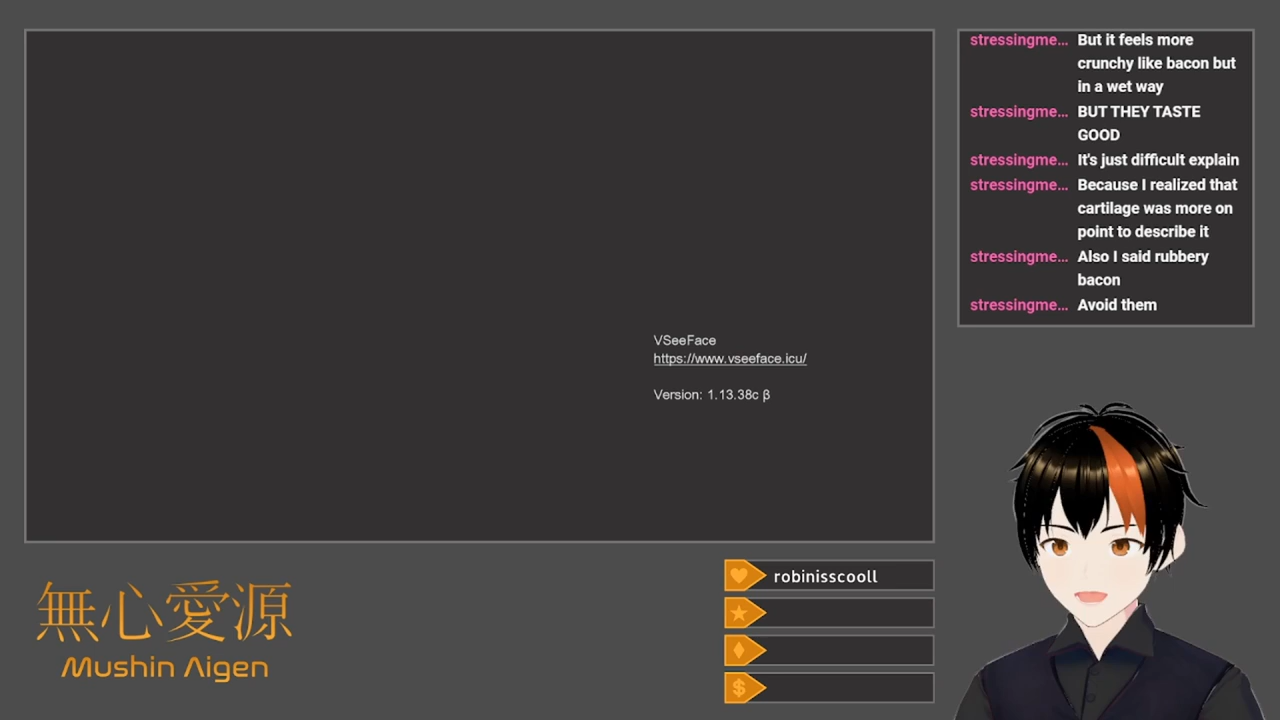 stressingme... But it feels more
crunchy like bacon but
in a wet way
stressingme... BUT THEY TASTE
GOOD
stressingme... It's just difficult explain
stressingme... Because I realized that
cartilage was more on
point to describe it
stressingme... Also I said rubbery
bacon
stressingme... Avoid them
VSeeFace
https://www.vseeface.icu/
Version: 1.13.38c β
robinisscooll
$
無心愛源
Mushin Aigen